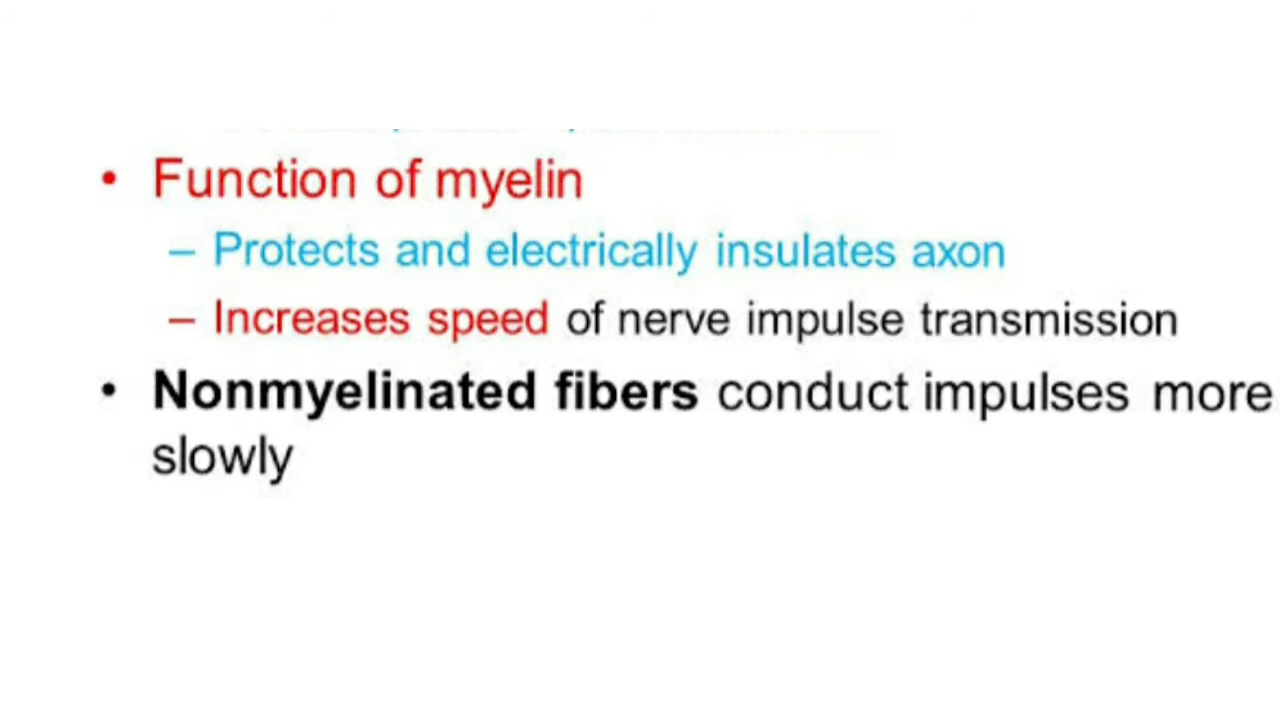 • Function of myelin
– Protects and electrically insulates axon
– Increases speed of nerve impulse transmission
• Nonmyelinated fibers conduct impulses more
slowly